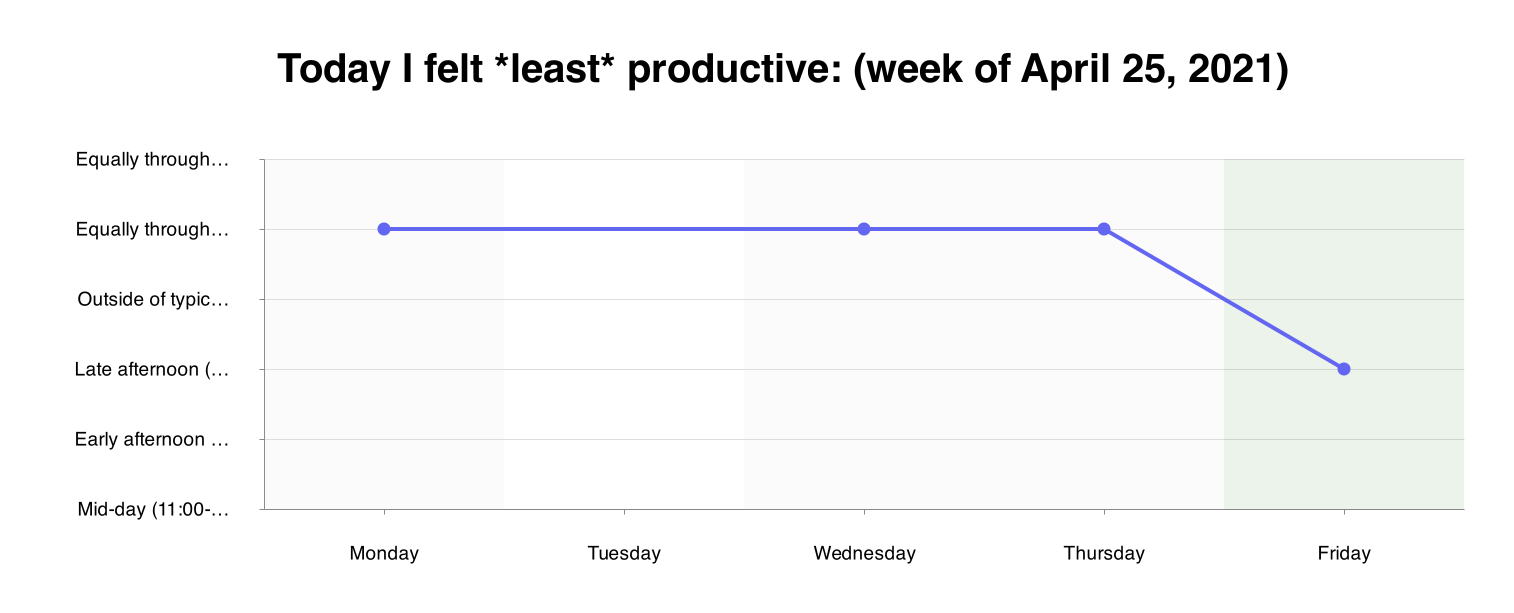 Today I felt *least* productive: (week of April 25, 2021)
Equally through…
Equally through…
Outside of typic…
Late afternoon (…
Early afternoon …
Mid-day (11:00-…
Monday Tuesday Wednesday Thursday Friday